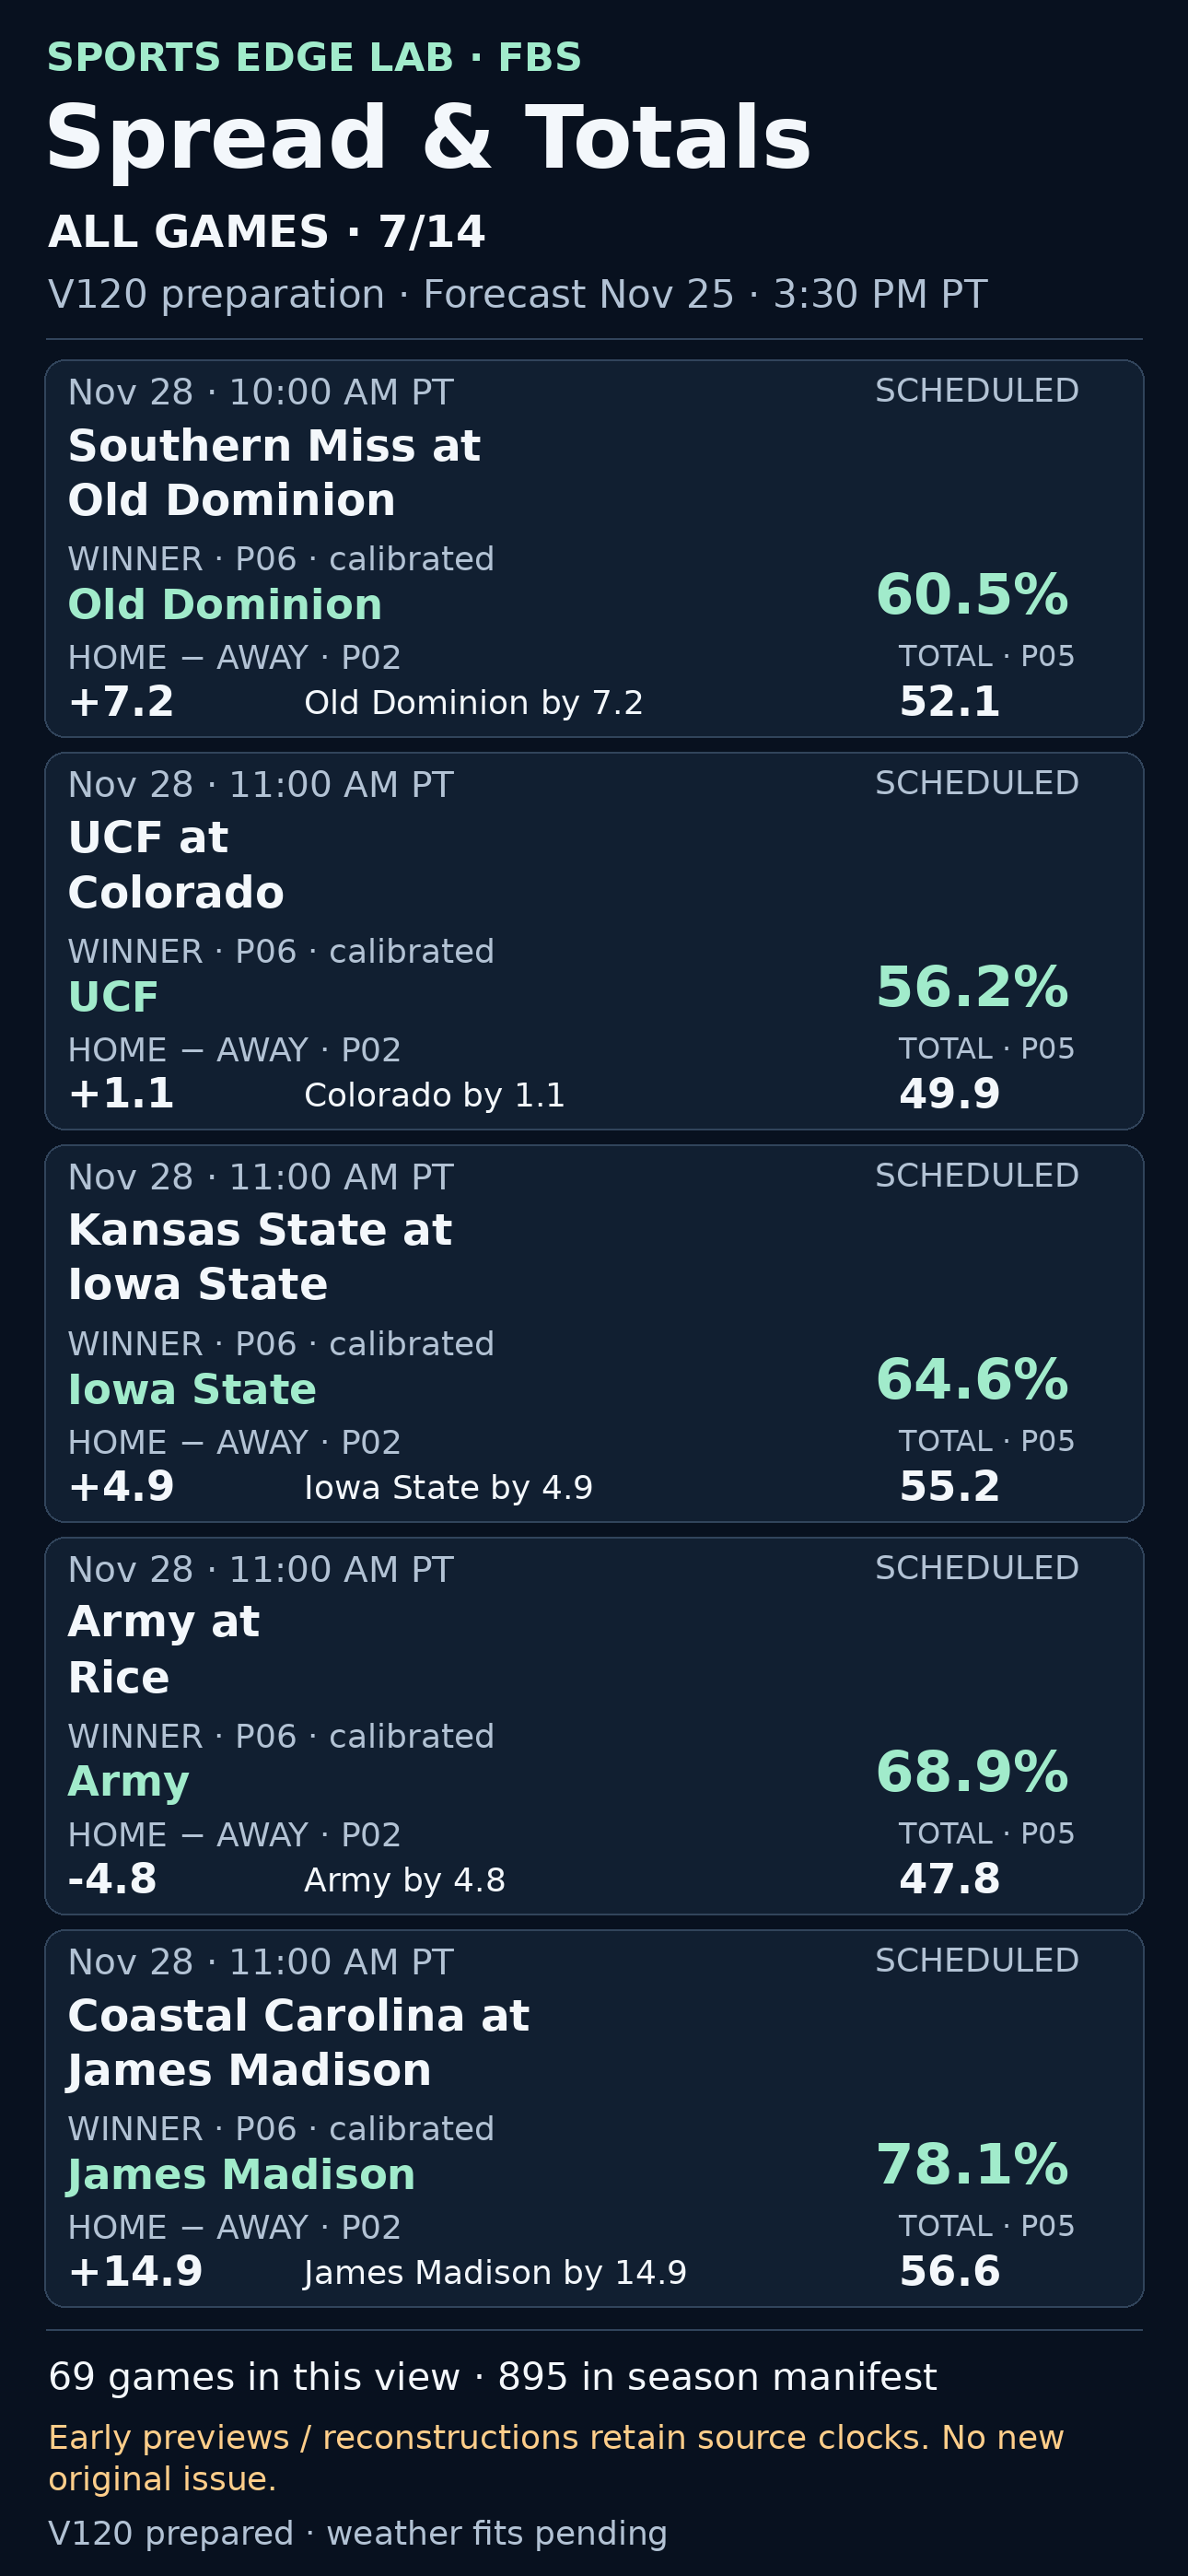 SPORTS EDGE LAB · FBS
Spread & Totals
ALL GAMES · 7/14
V120 preparation · Forecast Nov 25 · 3:30 PM PT
Nov 28 · 10:00 AM PT SCHEDULED
Southern Miss at
Old Dominion
WINNER · P06 · calibrated
Old Dominion 60.5%
HOME − AWAY · P02 TOTAL · P05
+7.2 Old Dominion by 7.2 52.1
Nov 28 · 11:00 AM PT SCHEDULED
UCF at
Colorado
WINNER · P06 · calibrated
UCF 56.2%
HOME − AWAY · P02 TOTAL · P05
+1.1 Colorado by 1.1 49.9
Nov 28 · 11:00 AM PT SCHEDULED
Kansas State at
Iowa State
WINNER · P06 · calibrated
Iowa State 64.6%
HOME − AWAY · P02 TOTAL · P05
+4.9 Iowa State by 4.9 55.2
Nov 28 · 11:00 AM PT SCHEDULED
Army at
Rice
WINNER · P06 · calibrated
Army 68.9%
HOME − AWAY · P02 TOTAL · P05
-4.8 Army by 4.8 47.8
Nov 28 · 11:00 AM PT SCHEDULED
Coastal Carolina at
James Madison
WINNER · P06 · calibrated
James Madison 78.1%
HOME − AWAY · P02 TOTAL · P05
+14.9 James Madison by 14.9 56.6
69 games in this view · 895 in season manifest
Early previews / reconstructions retain source clocks. No new
original issue.
V120 prepared · weather fits pending